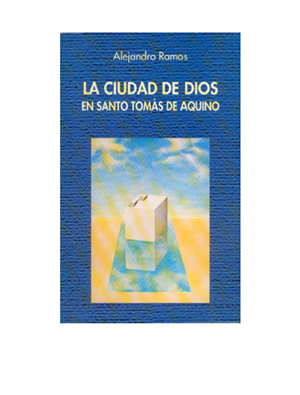 Alejandro Ramos
LA CIUDAD DE DIOS
EN SANTO TOMÁS DE AQUINO